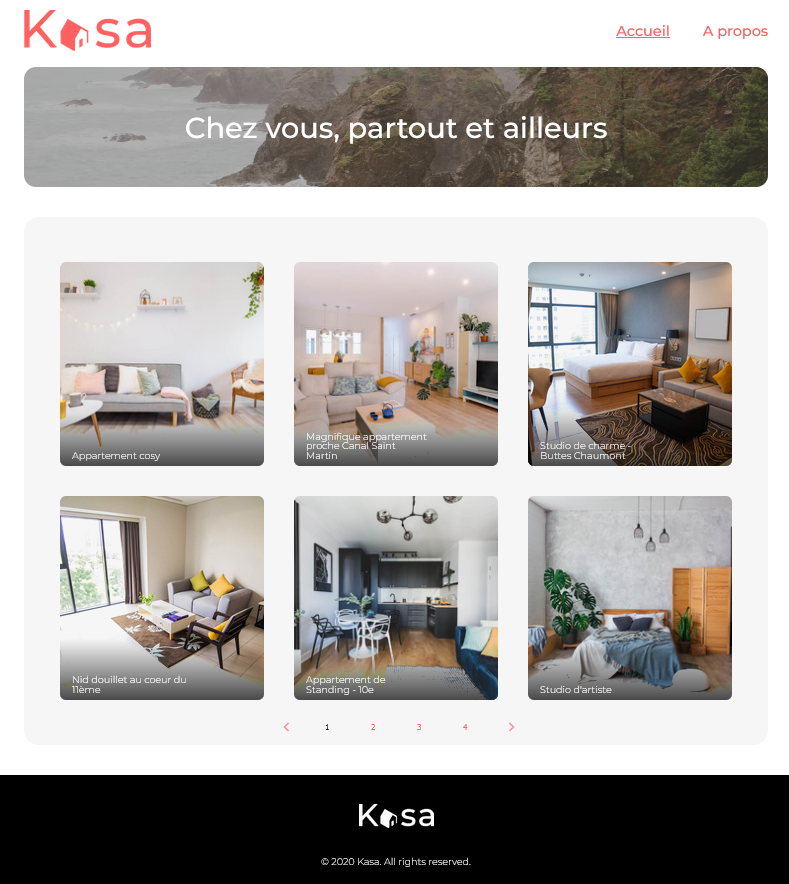 Kasa
Accueil
A propos
Chez vous, partout et ailleurs
Appartement cosy
Magnifique appartement
proche Canal Saint
Martin
Studio de charme -
Buttes Chaumont
Nid douillet au coeur du
11ème
Appartement de
Standing - 10e
Studio d'artiste
1
2
3
4
Kasa
© 2020 Kasa. All rights reserved.